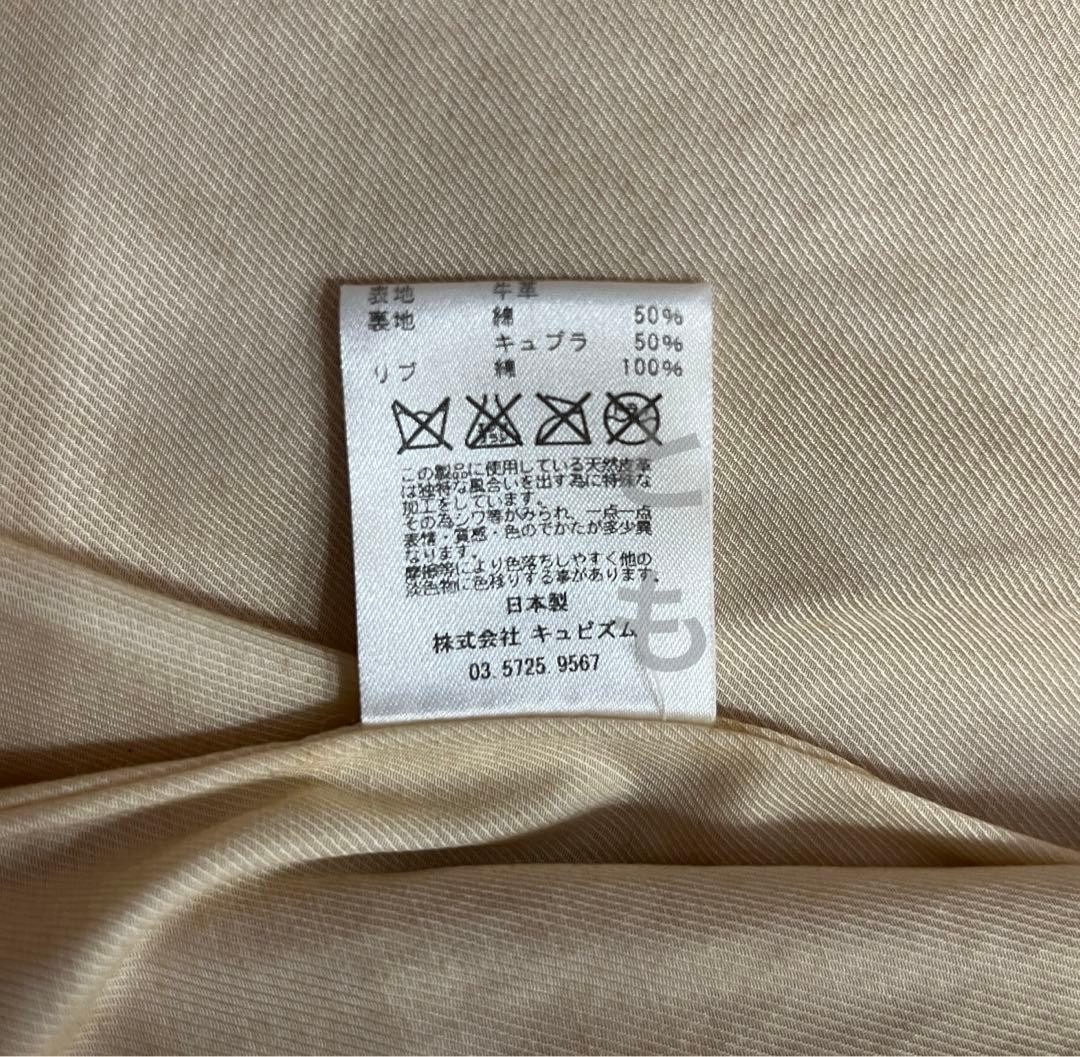 表地 牛革
裏地 綿 50%
キュプラ 50%
リブ 綿 100%
この製品に使用している天然皮革
は独特な風合いを出す為に特殊な
加工をしています。
その為シワ等がみられ、一点一点
表情・質感・色のでかたが多少異
なります。
摩擦等により色落ちしやすく他の
淡色物に色移りする事があります。
日本製
株式会社 キュビズム
03.5725.9567
とも